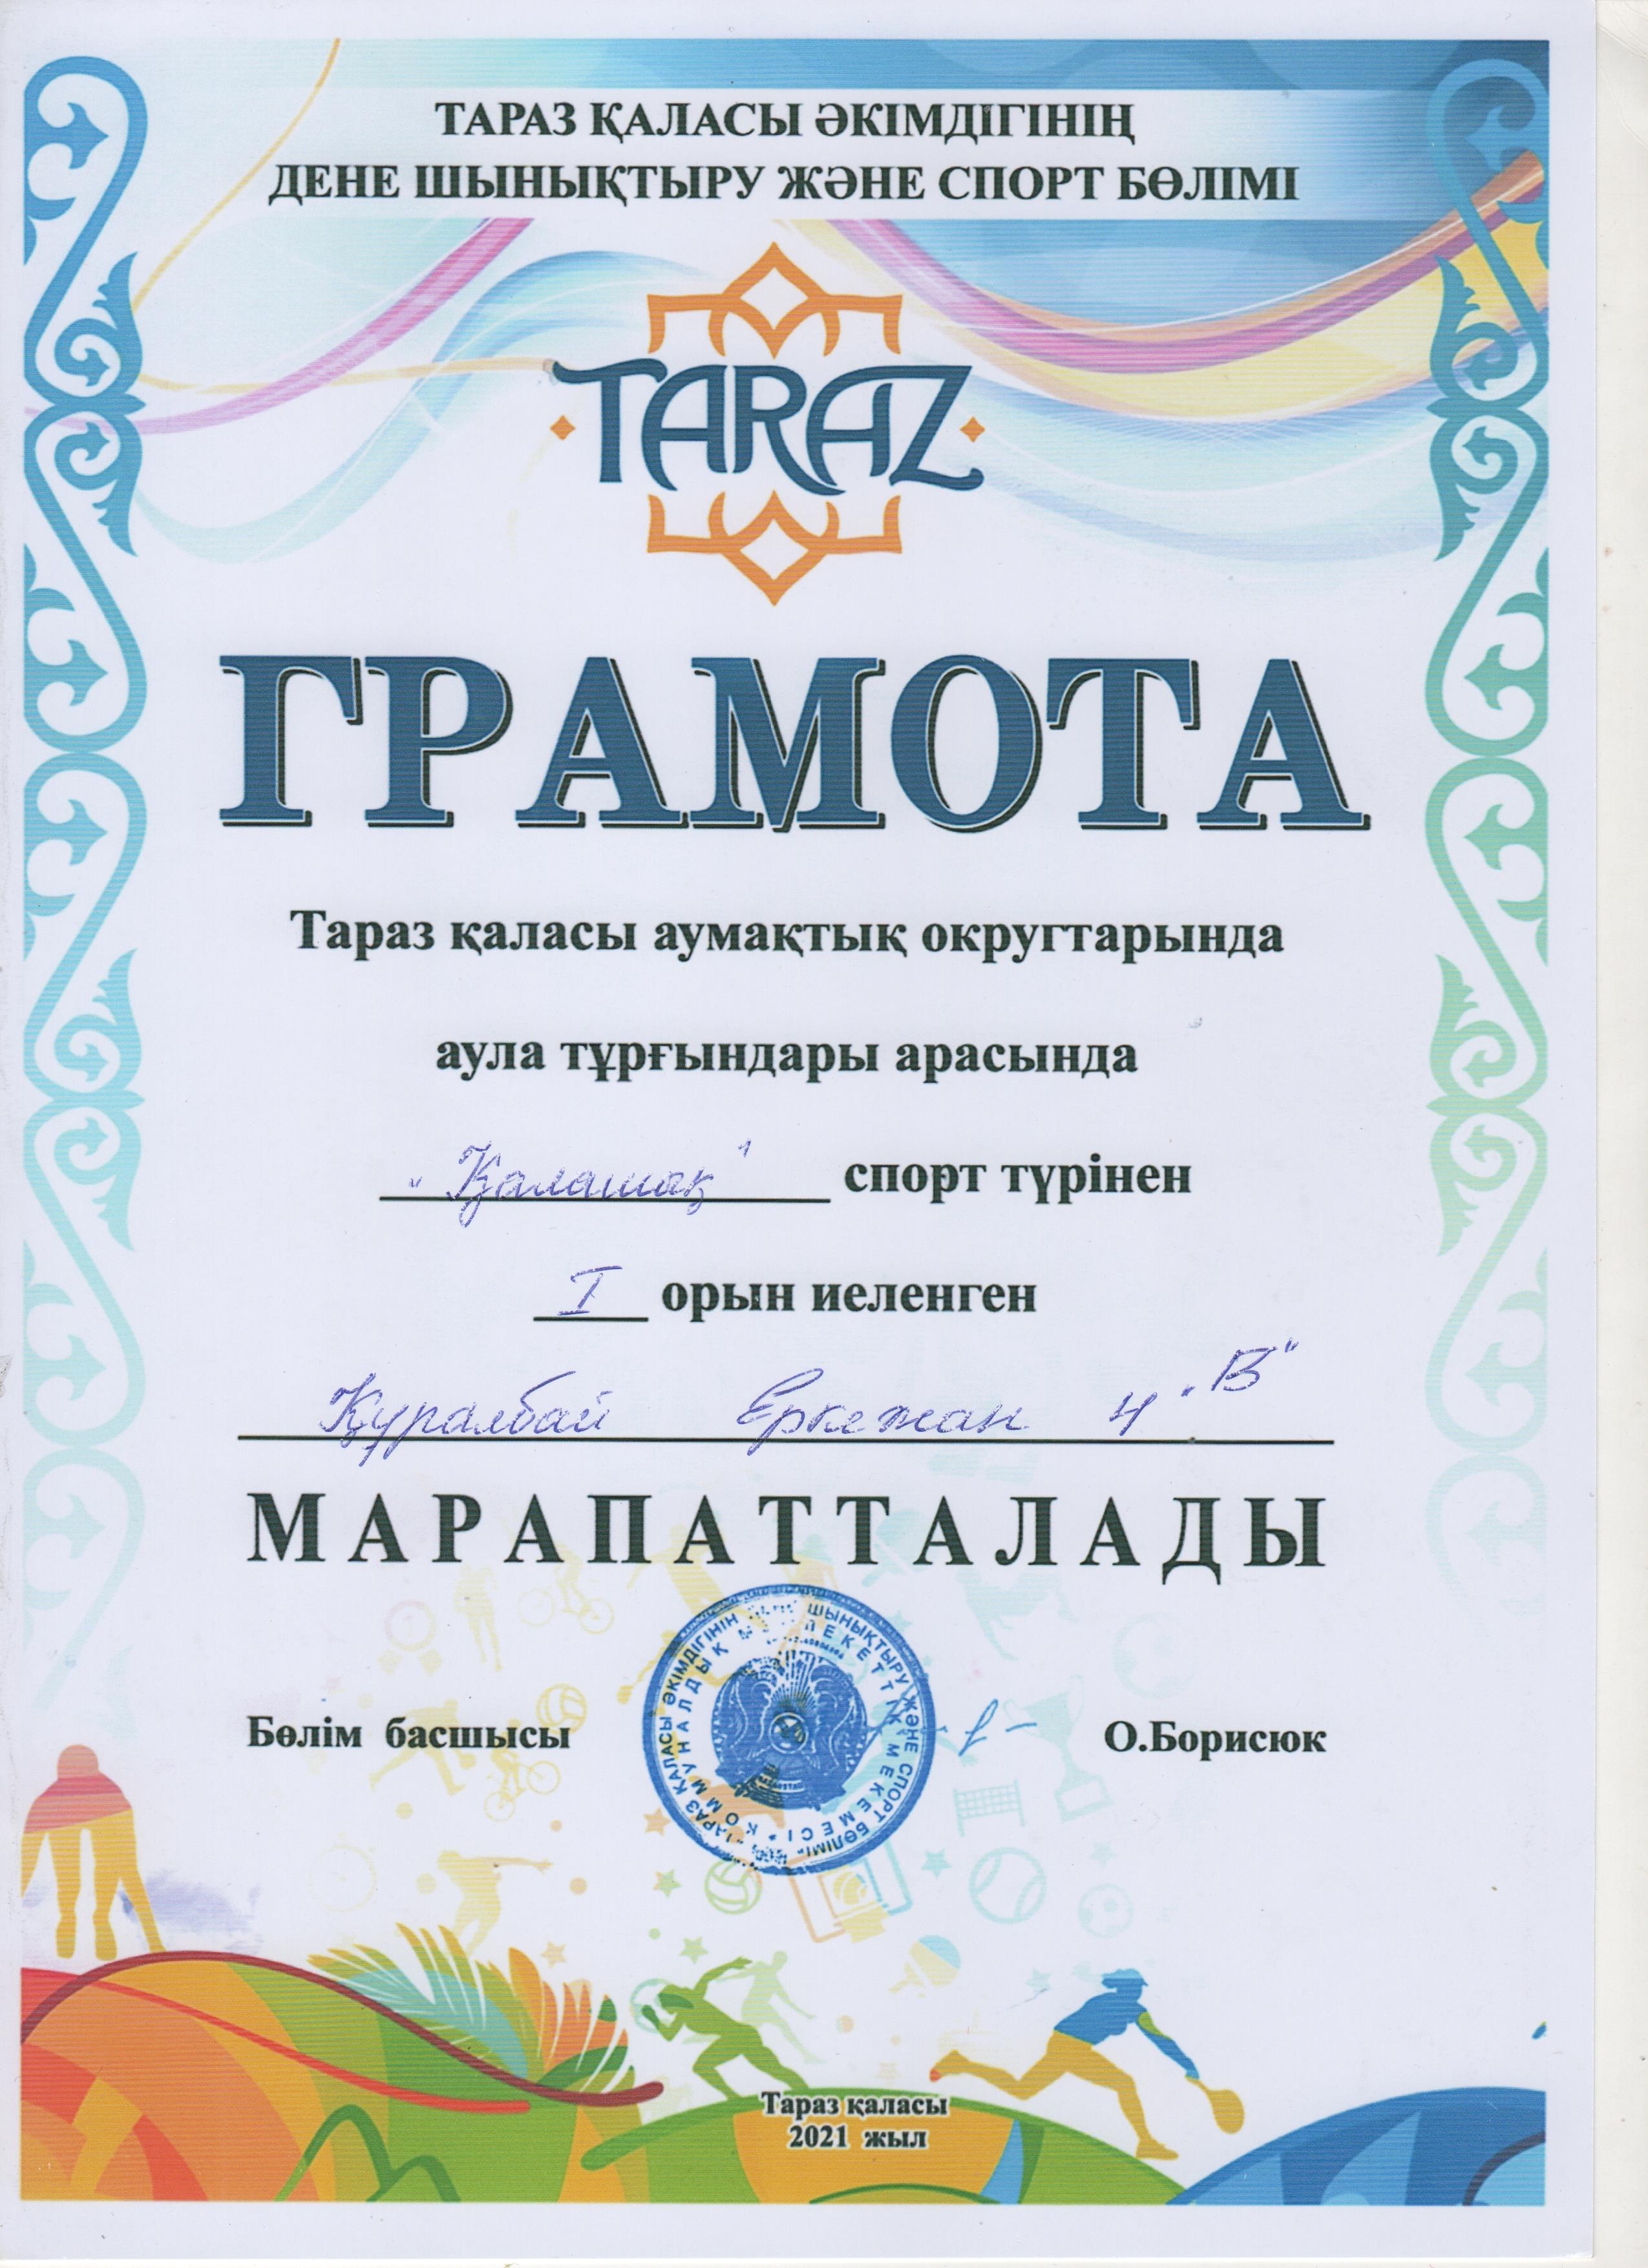 ТАРАЗ ҚАЛАСЫ ӘКІМДІГІНІҢ
ДЕНЕ ШЫНЫҚТЫРУ ЖӘНЕ СПОРТ БӨЛІМІ
TARAZ
ГРАМОТА
Тараз қаласы аумақтық округтарында
аула тұрғындары арасында
"Қалашақ" спорт түрінен
I орын иеленген
Құралбай Еркежан 4 "В"
МАРАПАТТАЛАДЫ
ТАРАЗ ҚАЛАСЫ ӘКІМДІГІНІҢ ШЫНЫҚТЫРУ ЖӘНЕ СПОРТ БӨЛІМІ
КОММУНАЛДЫҚ МЕМЛЕКЕТТІК МЕКЕМЕСІ
Бөлім басшысы О.Борисюк
Тараз қаласы
2021 жыл